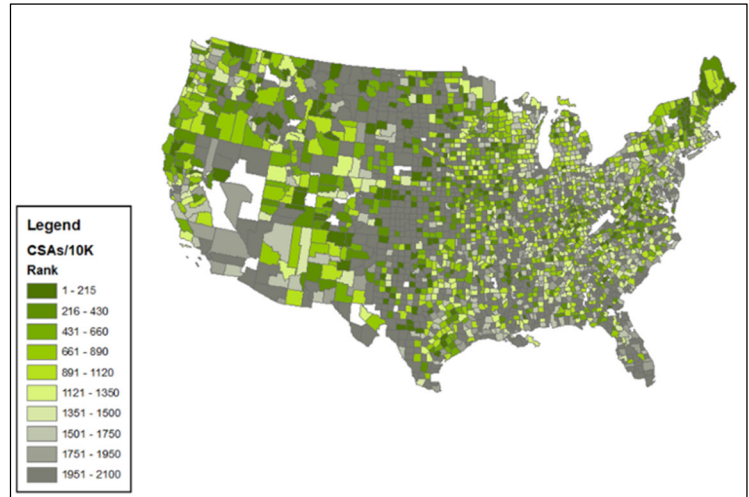 Legend
CSAs/10K
Rank
1 - 215
216 - 430
431 - 660
661 - 890
891 - 1120
1121 - 1350
1351 - 1500
1501 - 1750
1751 - 1950
1951 - 2100